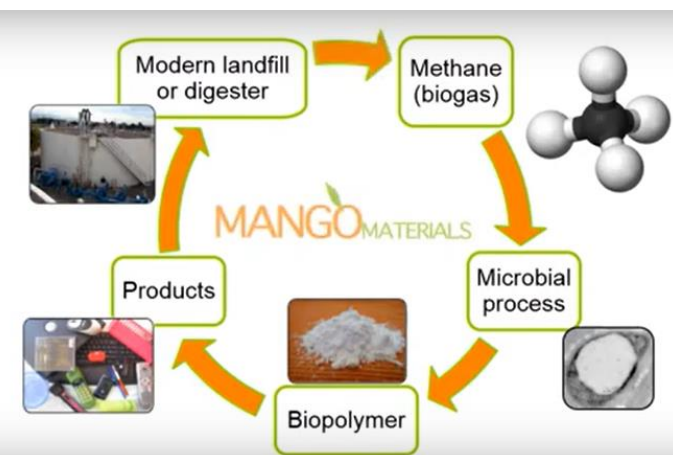 Modern landfill
or digester
Methane
(biogas)
MANGO MATERIALS
Microbial
process
Products
Biopolymer